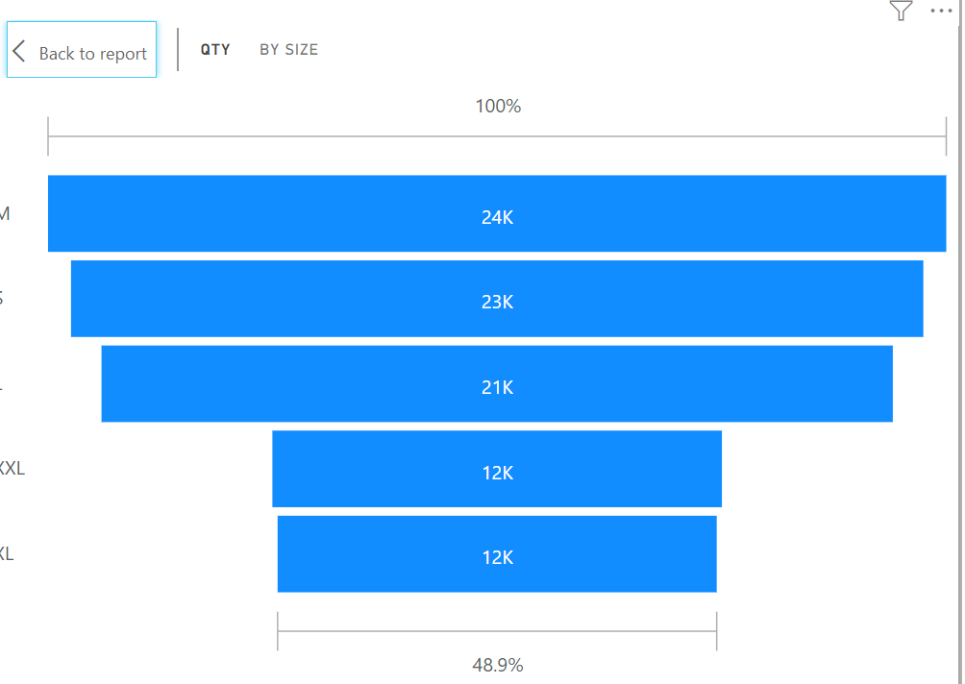 Back to report
QTY BY SIZE
100%
M
24K
23K
21K
XXL
12K
XL
12K
48.9%